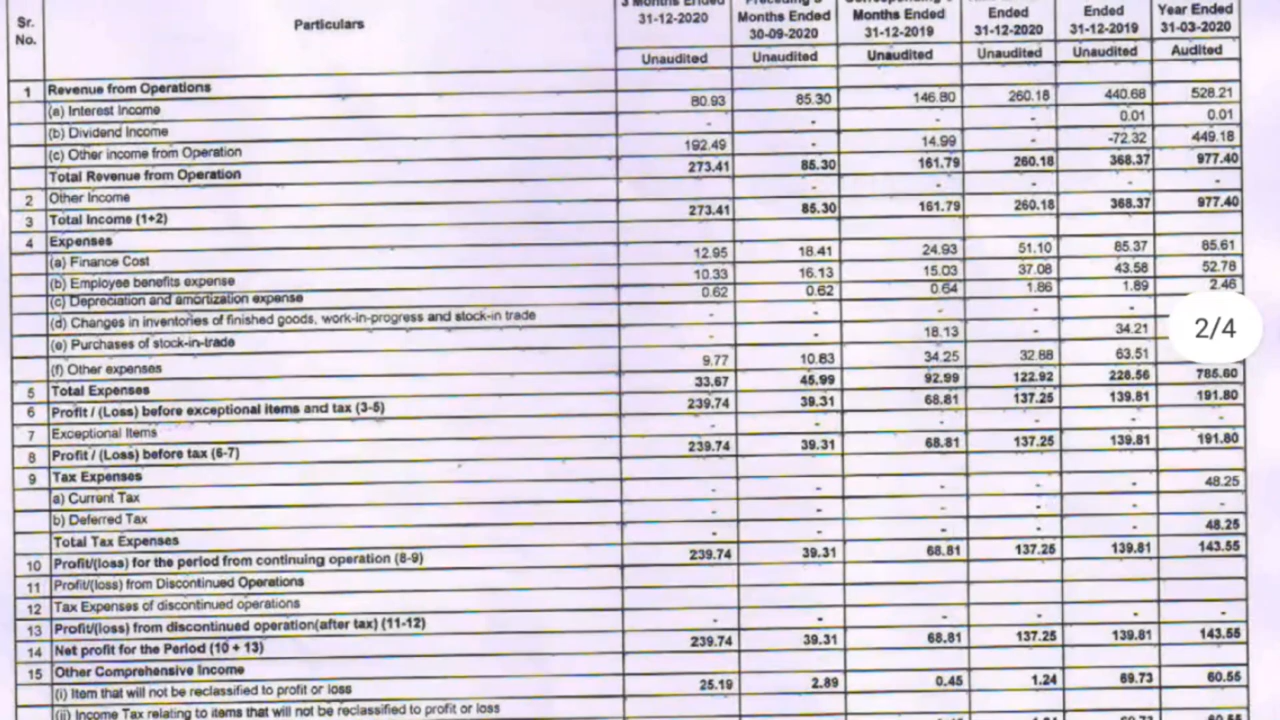 Sr. No. Particulars 3 Months Ended 31-12-2020 Preceding 3 Months Ended 30-09-2020 Months Ended 31-12-2019 Ended 31-12-2020 Ended 31-12-2019 Year Ended 31-03-2020
Unaudited Unaudited Unaudited Unaudited Unaudited Audited
1 Revenue from Operations
(a) Interest Income 80.93 85.30 146.80 260.18 440.68 528.21
(b) Dividend Income - - - - 0.01 0.01
(c) Other income from Operation 192.49 - 14.99 - -72.32 449.18
Total Revenue from Operation 273.41 85.30 161.79 260.18 368.37 977.40
2 Other Income - - - - -
3 Total Income (1+2) 273.41 85.30 161.79 260.18 368.37 977.40
4 Expenses
(a) Finance Cost 12.95 18.41 24.93 51.10 85.37 85.61
(b) Employee benefits expense 10.33 16.13 15.03 37.08 43.58 52.78
(c) Depreciation and amortization expense 0.62 0.62 0.64 1.86 1.89 2.46
(d) Changes in inventories of finished goods, work-in-progress and stock-in trade - - - - -
(e) Purchases of stock-in-trade - - 18.13 - 34.21
2/4
(f) Other expenses 9.77 10.83 34.25 32.88 63.51
5 Total Expenses 33.67 45.99 92.99 122.92 228.56 785.60
6 Profit / (Loss) before exceptional items and tax (3-5) 239.74 39.31 68.81 137.25 139.81 191.80
7 Exceptional Items - - - - - -
8 Profit / (Loss) before tax (6-7) 239.74 39.31 68.81 137.25 139.81 191.80
9 Tax Expenses
a) Current Tax - - - - - 48.25
b) Deferred Tax - - - - - -
Total Tax Expenses - - - - - 48.25
10 Profit/(loss) for the period from continuing operation (8-9) 239.74 39.31 68.81 137.25 139.81 143.55
11 Profit/(loss) from Discontinued Operations
12 Tax Expenses of discontinued operations
13 Profit/(loss) from discontinued operation(after tax) (11-12) - - - - - -
14 Net profit for the Period (10 + 13) 239.74 39.31 68.81 137.25 139.81 143.55
15 Other Comprehensive Income
(i) Item that will not be reclassified to profit or loss 25.19 2.89 0.45 1.24 69.73 60.55
(ii) Income Tax relating to items that will not be reclassified to profit or loss